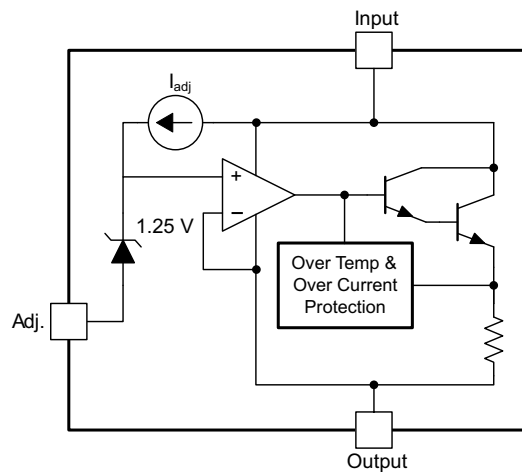 Input
I_adj
+
−
1.25 V
Over Temp &
Over Current
Protection
Adj.
Output